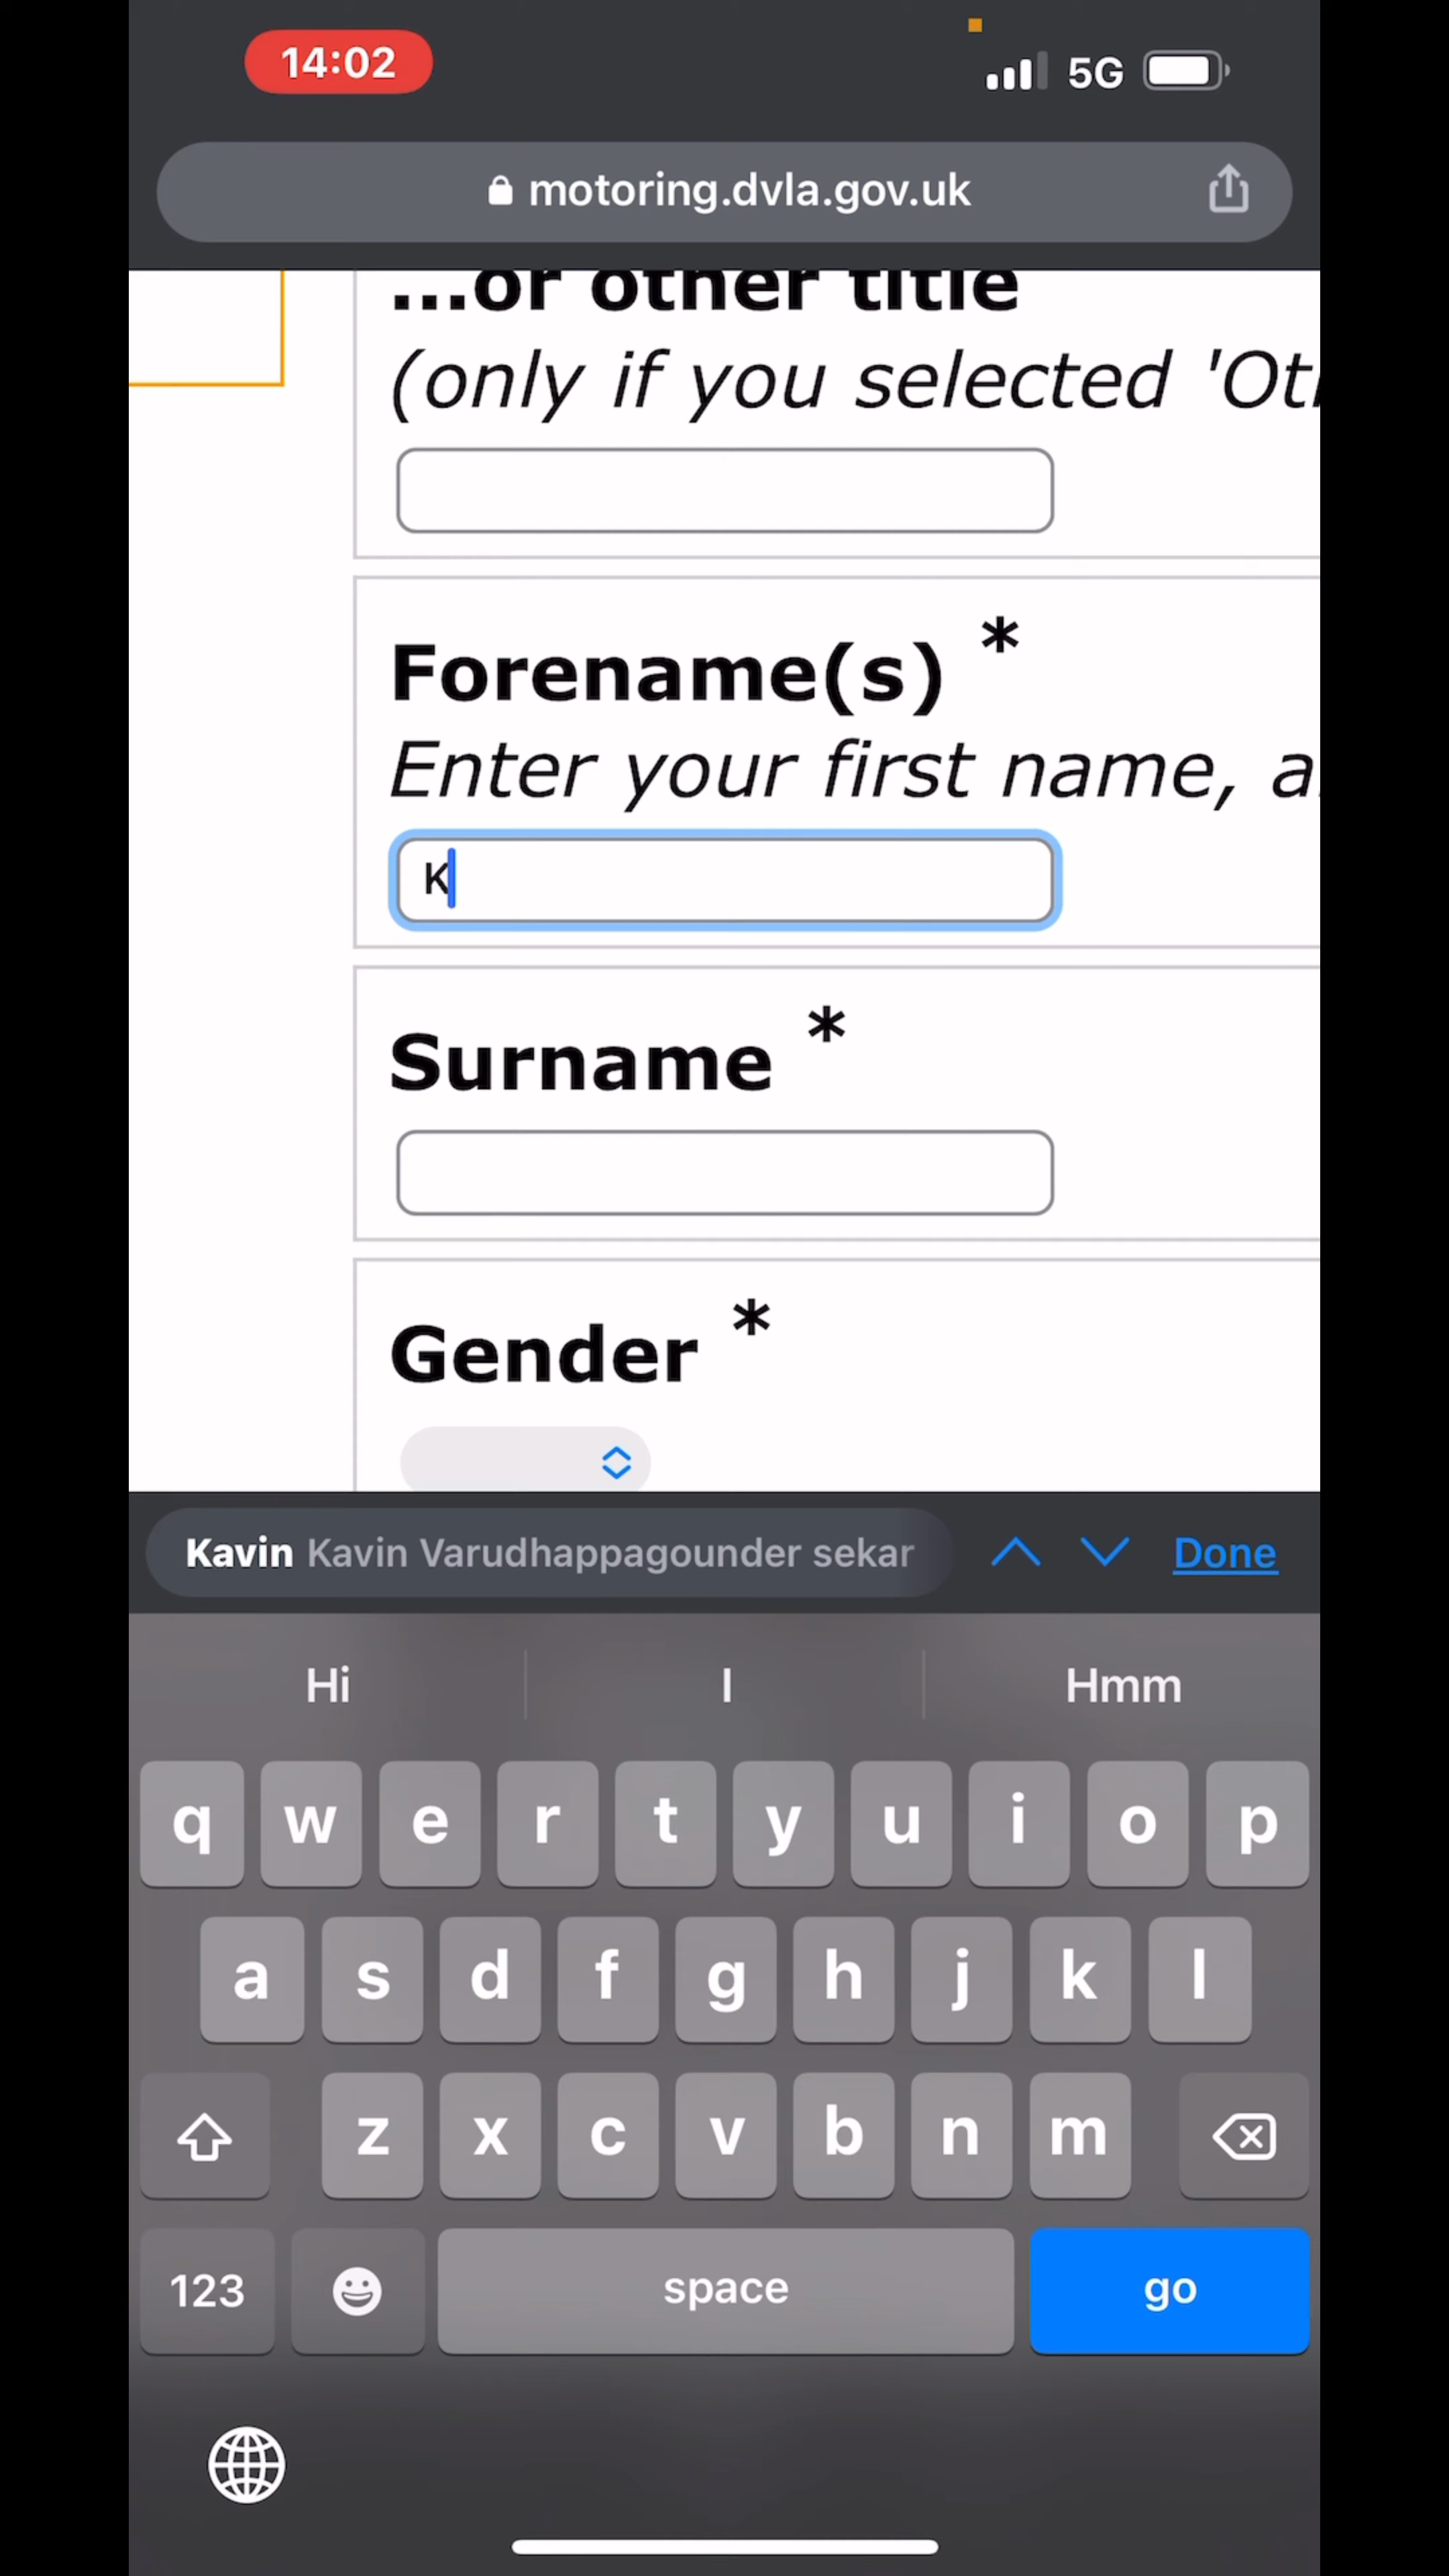 14:02
5G
motoring.dvla.gov.uk
...or other title
(only if you selected 'Ot
Forename(s) *
Enter your first name, a
K
Surname *
Gender *
Kavin Kavin Varudhappagounder sekar
Done
Hi I Hmm
q w e r t y u i o p
a s d f g h j k l
z x c v b n m
123 space go